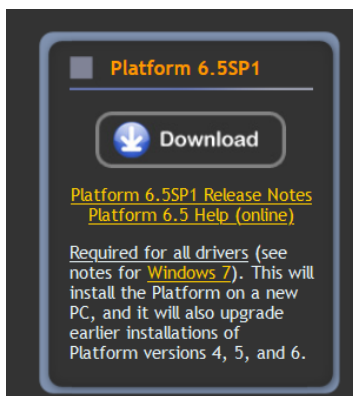 Platform 6.5SP1
Download
Platform 6.5SP1 Release Notes
Platform 6.5 Help (online)
Required for all drivers (see
notes for Windows 7). This will
install the Platform on a new
PC, and it will also upgrade
earlier installations of
Platform versions 4, 5, and 6.